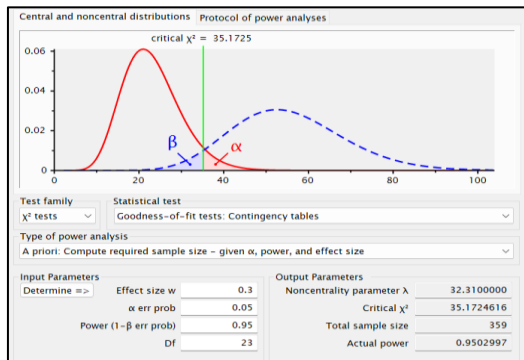 Central and noncentral distributions Protocol of power analyses
critical χ² = 35.1725
0.06
0.04
0.02
0
β
α
0 20 40 60 80 100
Test family Statistical test
χ² tests Goodness-of-fit tests: Contingency tables
Type of power analysis
A priori: Compute required sample size – given α, power, and effect size
Input Parameters Output Parameters
Determine => Effect size w 0.3 Noncentrality parameter λ 32.3100000
α err prob 0.05 Critical χ² 35.1724616
Power (1-β err prob) 0.95 Total sample size 359
Df 23 Actual power 0.9502997